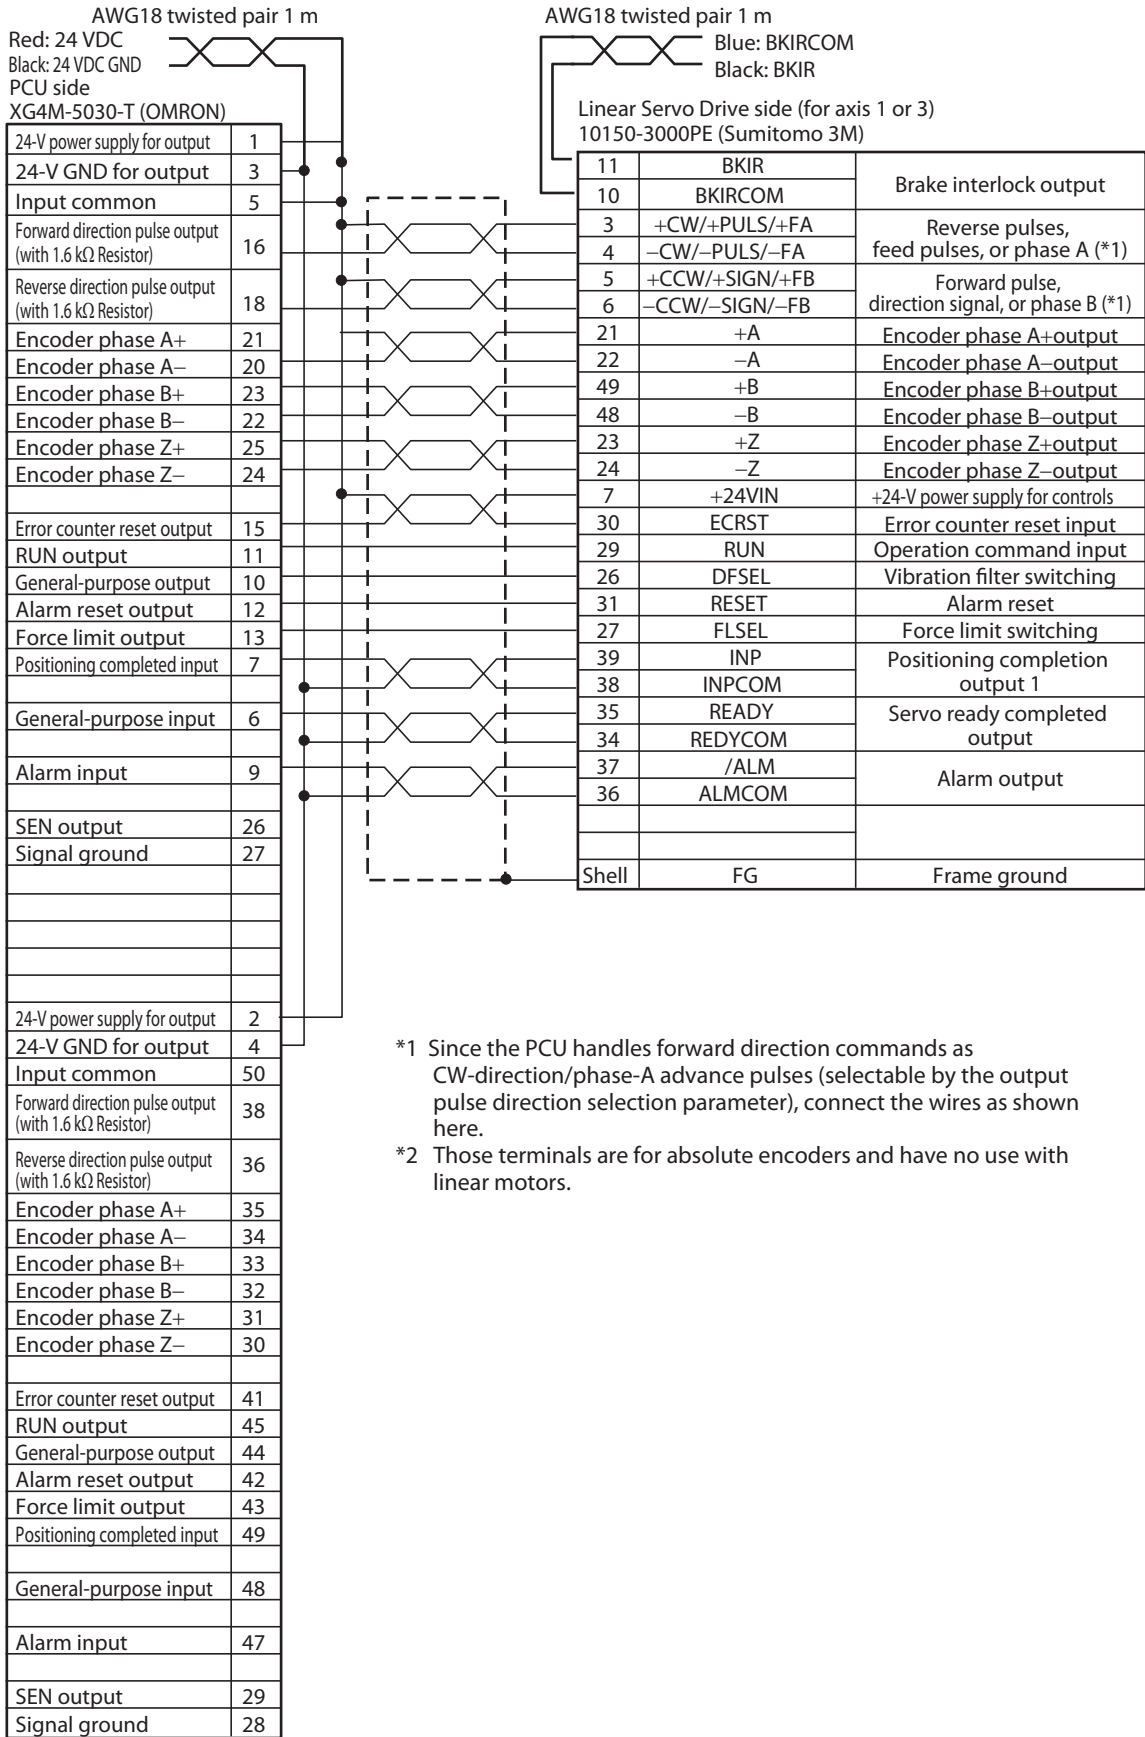 AWG18 twisted pair 1 m
Red: 24 VDC
Black: 24 VDC GND
PCU side
XG4M-5030-T (OMRON)
24-V power supply for output 1
24-V GND for output 3
Input common 5
Forward direction pulse output
(with 1.6 kΩ Resistor) 16
Reverse direction pulse output
(with 1.6 kΩ Resistor) 18
Encoder phase A+ 21
Encoder phase A− 20
Encoder phase B+ 23
Encoder phase B− 22
Encoder phase Z+ 25
Encoder phase Z− 24
Error counter reset output 15
RUN output 11
General-purpose output 10
Alarm reset output 12
Force limit output 13
Positioning completed input 7
General-purpose input 6
Alarm input 9
SEN output 26
Signal ground 27
24-V power supply for output 2
24-V GND for output 4
Input common 50
Forward direction pulse output
(with 1.6 kΩ Resistor) 38
Reverse direction pulse output
(with 1.6 kΩ Resistor) 36
Encoder phase A+ 35
Encoder phase A− 34
Encoder phase B+ 33
Encoder phase B− 32
Encoder phase Z+ 31
Encoder phase Z− 30
Error counter reset output 41
RUN output 45
General-purpose output 44
Alarm reset output 42
Force limit output 43
Positioning completed input 49
General-purpose input 48
Alarm input 47
SEN output 29
Signal ground 28
AWG18 twisted pair 1 m
Blue: BKIRCOM
Black: BKIR
Linear Servo Drive side (for axis 1 or 3)
10150-3000PE (Sumitomo 3M)
11 BKIR
10 BKIRCOM
Brake interlock output
3 +CW/+PULS/+FA
4 −CW/−PULS/−FA
Reverse pulses,
feed pulses, or phase A (*1)
5 +CCW/+SIGN/+FB
6 −CCW/−SIGN/−FB
Forward pulse,
direction signal, or phase B (*1)
21 +A Encoder phase A+output
22 −A Encoder phase A−output
49 +B Encoder phase B+output
48 −B Encoder phase B−output
23 +Z Encoder phase Z+output
24 −Z Encoder phase Z−output
7 +24VIN +24-V power supply for controls
30 ECRST Error counter reset input
29 RUN Operation command input
26 DFSEL Vibration filter switching
31 RESET Alarm reset
27 FLSEL Force limit switching
39 INP
38 INPCOM
Positioning completion
output 1
35 READY
34 REDYCOM
Servo ready completed
output
37 /ALM
36 ALMCOM
Alarm output
Shell FG Frame ground
*1 Since the PCU handles forward direction commands as
CW-direction/phase-A advance pulses (selectable by the output
pulse direction selection parameter), connect the wires as shown
here.
*2 Those terminals are for absolute encoders and have no use with
linear motors.